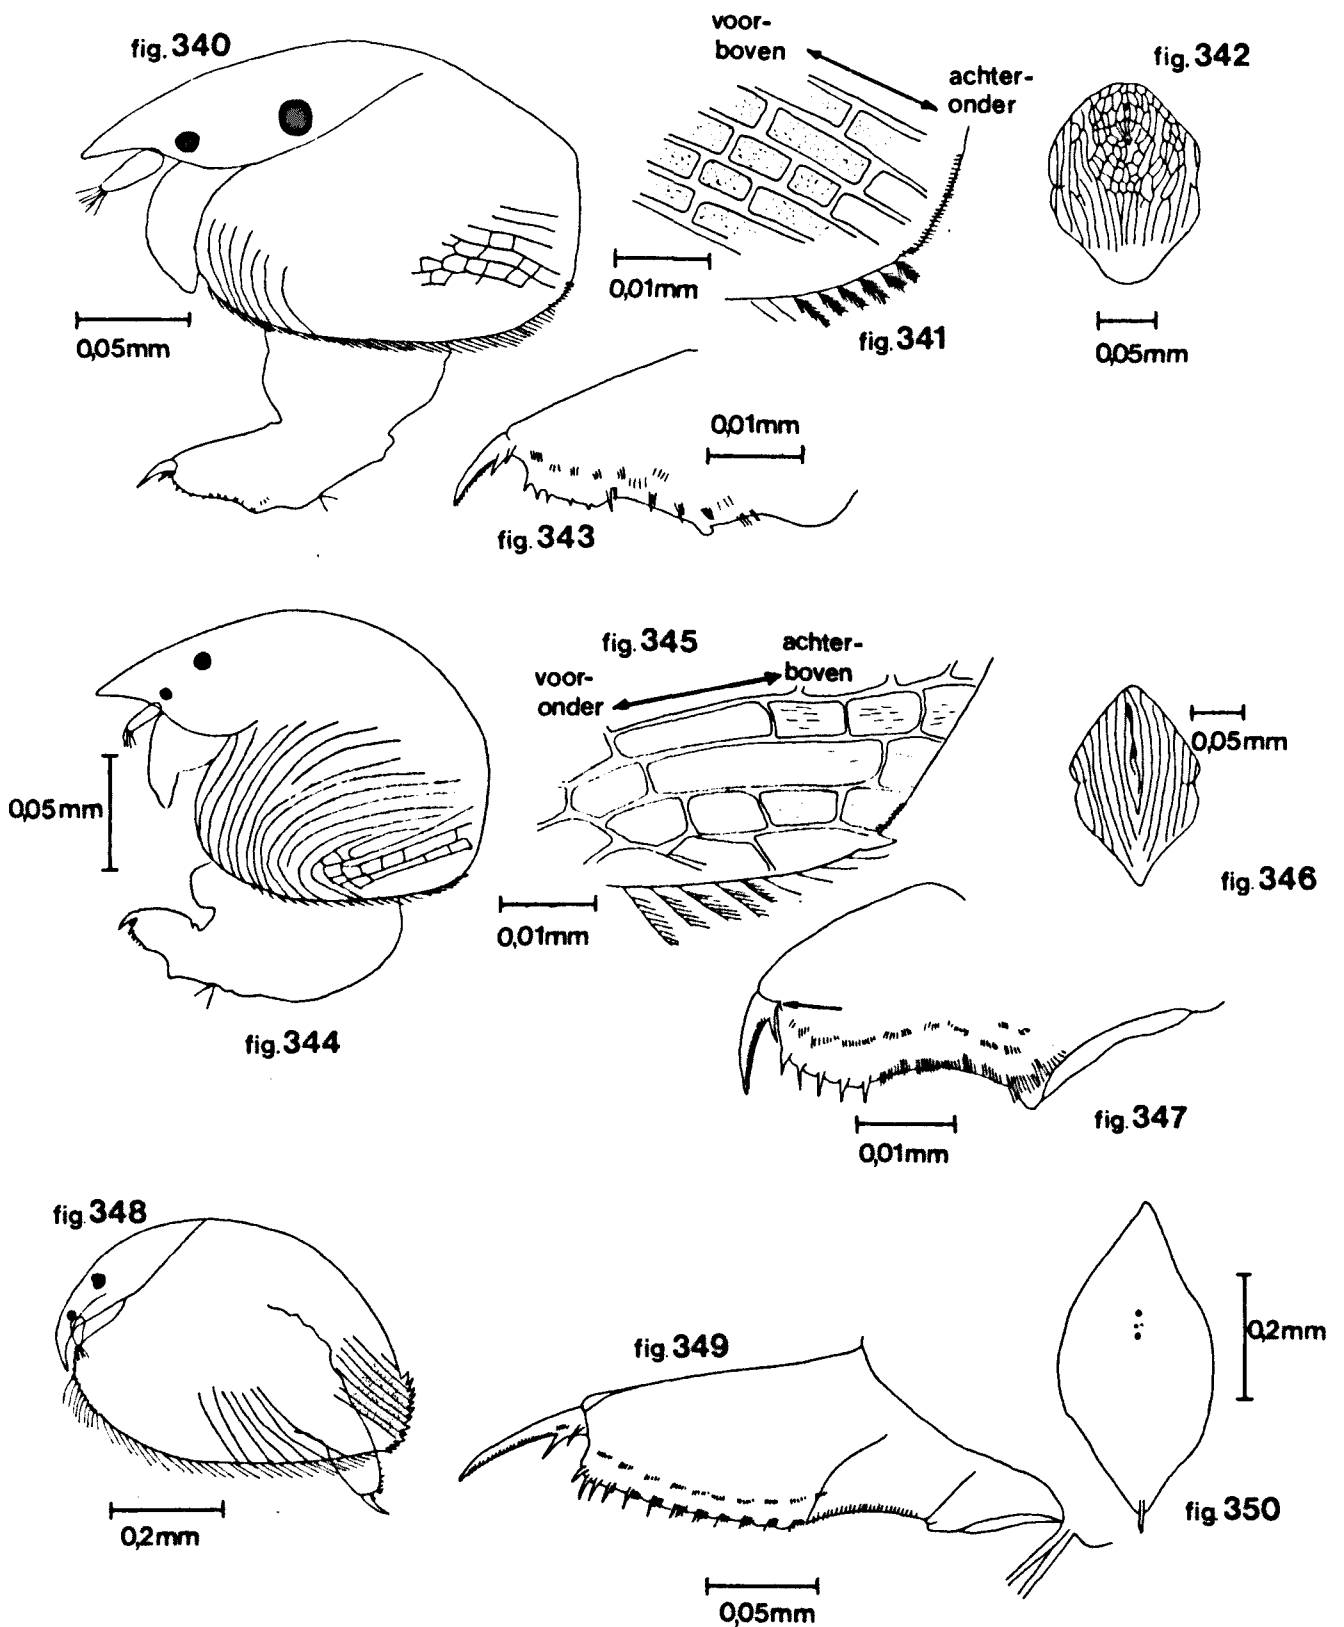 fig. 340
0,05mm
voor-
boven
achter-
onder
0,01mm
fig. 341
fig. 342
0,05mm
0,01mm
fig. 343
0,05mm
fig. 344
fig. 345
voor-
onder
achter-
boven
0,01mm
0,05mm
fig. 346
0,01mm
fig. 347
fig. 348
0,2mm
fig. 349
0,05mm
0,2mm
fig. 350